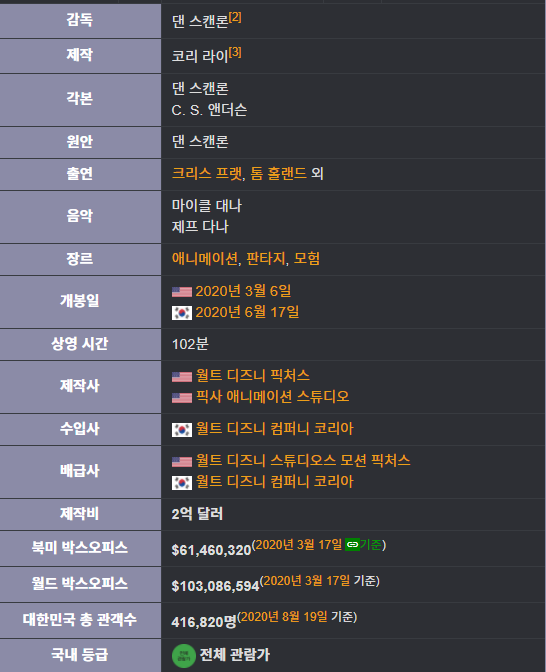 감독 댄 스캔론[2]
제작 코리 라이[3]
각본 댄 스캔론
C. S. 앤더슨
원안 댄 스캔론
출연 크리스 프랫, 톰 홀랜드 외
음악 마이클 대나
제프 다나
장르 애니메이션, 판타지, 모험
개봉일 2020년 3월 6일
2020년 6월 17일
상영 시간 102분
제작사 월트 디즈니 픽처스
픽사 애니메이션 스튜디오
수입사 월트 디즈니 컴퍼니 코리아
배급사 월트 디즈니 스튜디오스 모션 픽처스
월트 디즈니 컴퍼니 코리아
제작비 2억 달러
북미 박스오피스 $61,460,320(2020년 3월 17일 기준)
월드 박스오피스 $103,086,594(2020년 3월 17일 기준)
대한민국 총 관객수 416,820명(2020년 8월 19일 기준)
국내 등급 전체 관람가